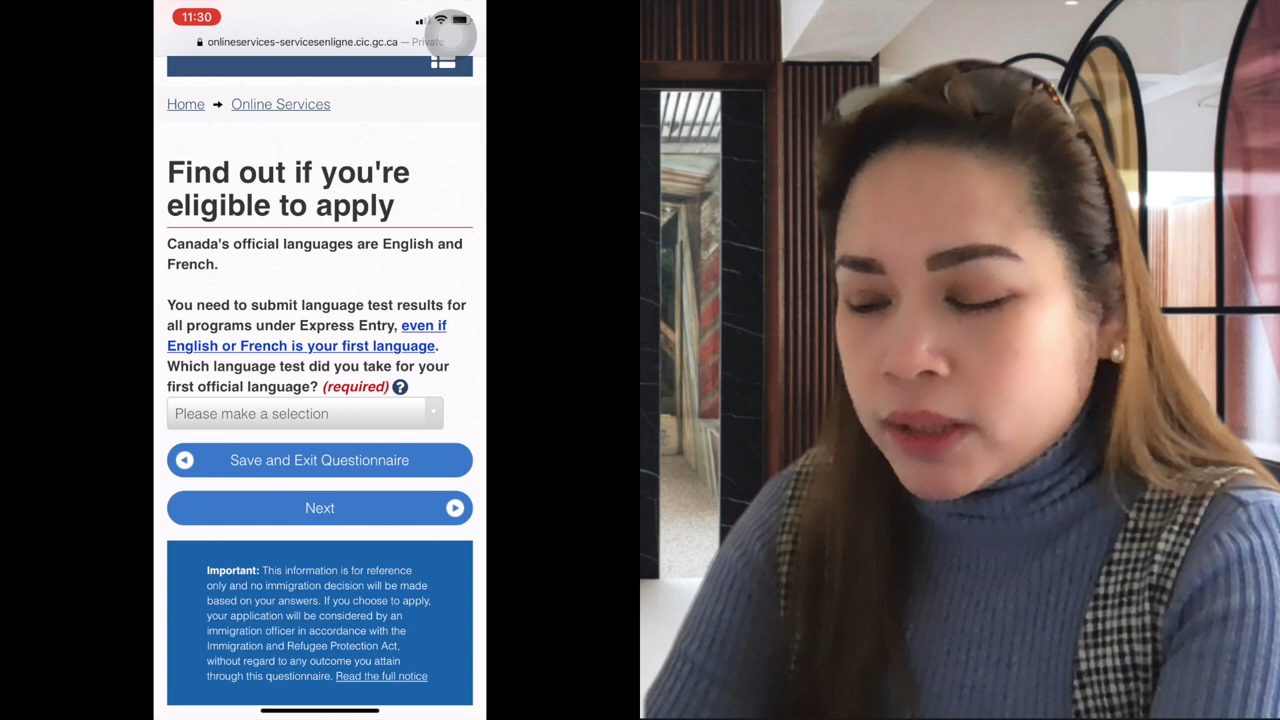 11:30
onlineservices-servicesenligne.cic.gc.ca — Private
Home → Online Services
Find out if you're
eligible to apply
Canada's official languages are English and
French.
You need to submit language test results for
all programs under Express Entry, even if
English or French is your first language.
Which language test did you take for your
first official language? (required) ?
Please make a selection
Save and Exit Questionnaire
Next
Important: This information is for reference
only and no immigration decision will be made
based on your answers. If you choose to apply,
your application will be considered by an
immigration officer in accordance with the
Immigration and Refugee Protection Act,
without regard to any outcome you attain
through this questionnaire. Read the full notice